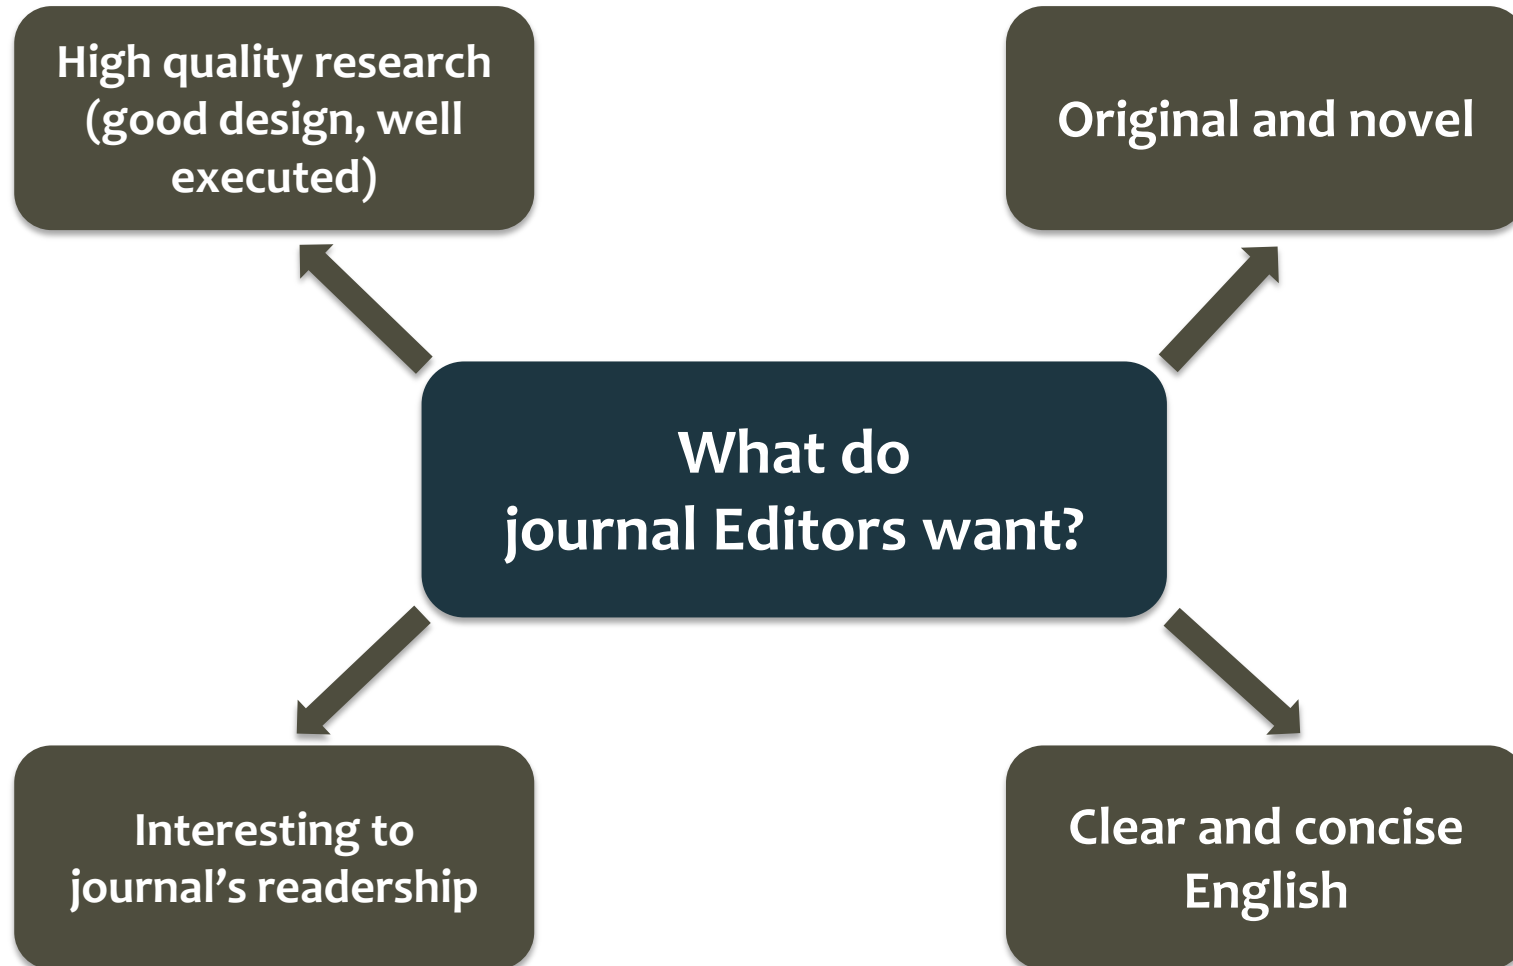 High quality research
(good design, well
executed)
Original and novel
What do
journal Editors want?
Interesting to
journal’s readership
Clear and concise
English